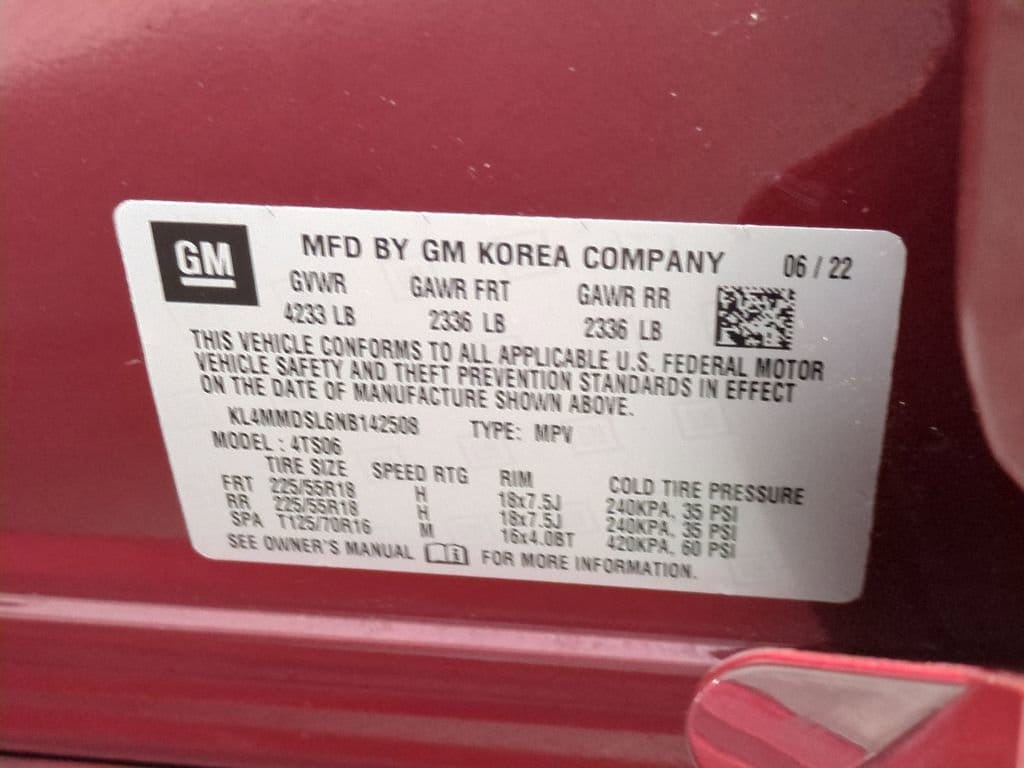 GM
MFD BY GM KOREA COMPANY 06 / 22
GVWR GAWR FRT GAWR RR
4233 LB 2336 LB 2336 LB
THIS VEHICLE CONFORMS TO ALL APPLICABLE U.S. FEDERAL MOTOR
VEHICLE SAFETY AND THEFT PREVENTION STANDARDS IN EFFECT
ON THE DATE OF MANUFACTURE SHOWN ABOVE.
KL4MMDSL6NB142508 TYPE: MPV
MODEL : 4TS06
TIRE SIZE SPEED RTG RIM COLD TIRE PRESSURE
FRT 225/55R18 H 18x7.5J 240KPA, 35 PSI
RR 225/55R18 H 18x7.5J 240KPA, 35 PSI
SPA T125/70R16 M 16x4.0BT 420KPA, 60 PSI
SEE OWNER'S MANUAL FOR MORE INFORMATION.